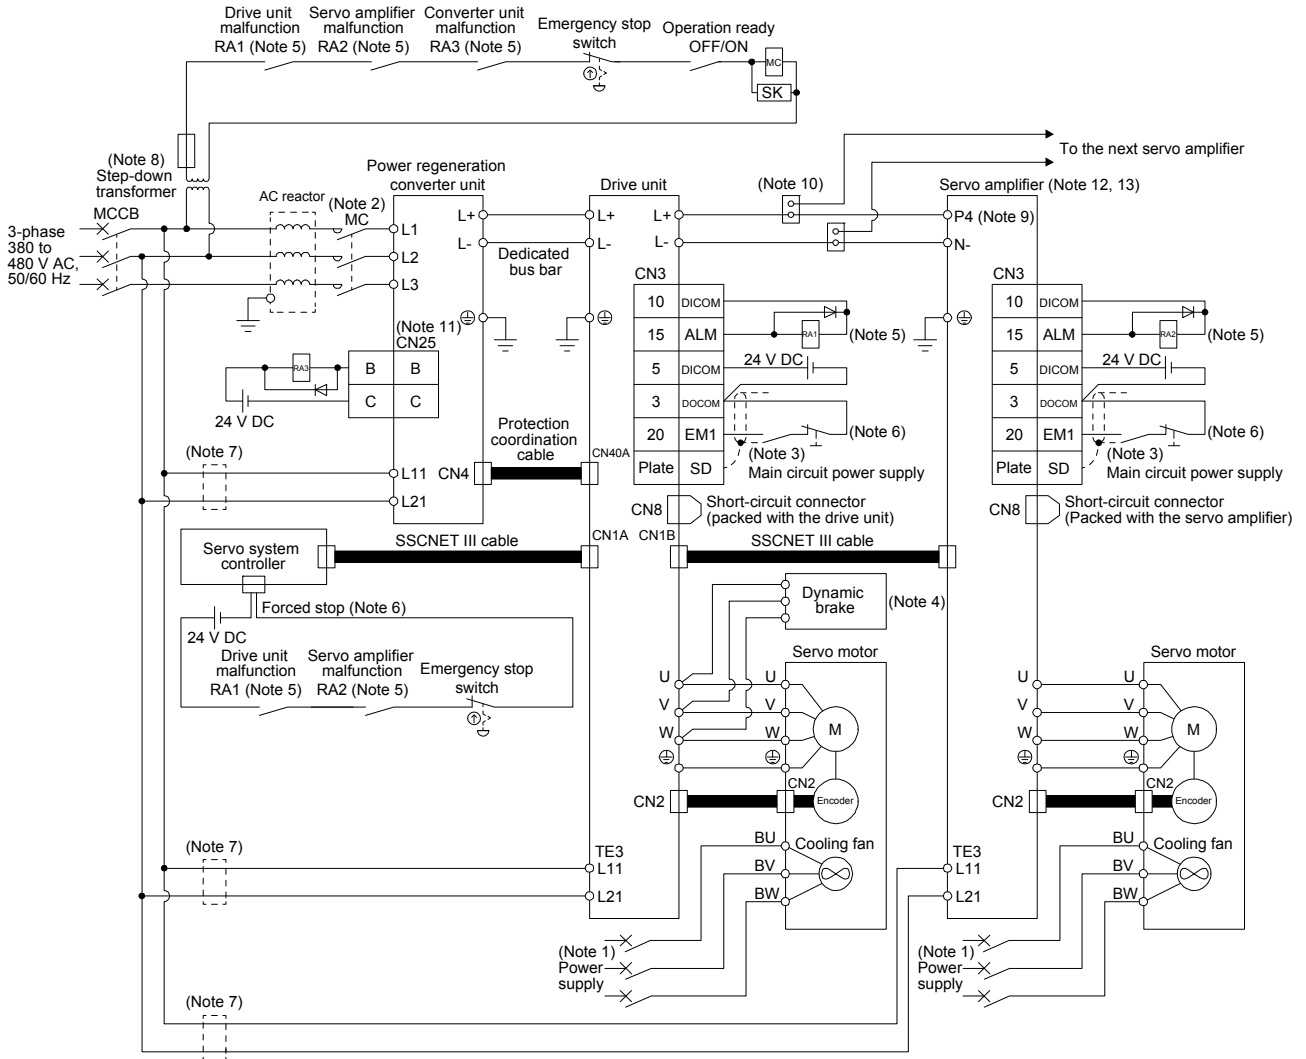 Drive unit
malfunction
RA1 (Note 5)
Servo amplifier
malfunction
RA2 (Note 5)
Converter unit
malfunction
RA3 (Note 5)
Emergency stop
switch
Operation ready
OFF/ON
MC
SK
(Note 8)
Step-down
transformer
MCCB
3-phase
380 to
480 V AC,
50/60 Hz
AC reactor
(Note 2)
MC
Power regeneration
converter unit
L1
L2
L3
L+
L-
Dedicated
bus bar
Drive unit
L+
L-
L+
L-
(Note 10)
To the next servo amplifier
Servo amplifier (Note 12, 13)
P4 (Note 9)
N-
(Note 11)
CN25
B B
C C
RA3
24 V DC
CN3
10 DICOM
15 ALM
5 DICOM
3 DOCOM
20 EM1
Plate SD
RA1
(Note 5)
24 V DC
(Note 6)
(Note 3)
Main circuit power supply
CN3
10 DICOM
15 ALM
5 DICOM
3 DOCOM
20 EM1
Plate SD
RA2
(Note 5)
24 V DC
(Note 6)
(Note 3)
Main circuit power supply
(Note 7)
L11
L21
CN4
Protection
coordination
cable
CN40A
CN8
Short-circuit connector
(packed with the drive unit)
CN8
Short-circuit connector
(Packed with the servo amplifier)
Servo system
controller
SSCNET III cable
CN1A
CN1B
SSCNET III cable
Forced stop (Note 6)
24 V DC
Drive unit
malfunction
RA1 (Note 5)
Servo amplifier
malfunction
RA2 (Note 5)
Emergency stop
switch
Dynamic
brake
(Note 4)
Servo motor
U U
V V
W W
M
CN2
CN2
Encoder
BU
BV
BW
Cooling fan
Servo motor
U U
V V
W W
M
CN2
CN2
Encoder
BU
BV
BW
Cooling fan
(Note 7)
TE3
L11
L21
TE3
L11
L21
(Note 1)
Power
supply
(Note 1)
Power
supply
(Note 7)